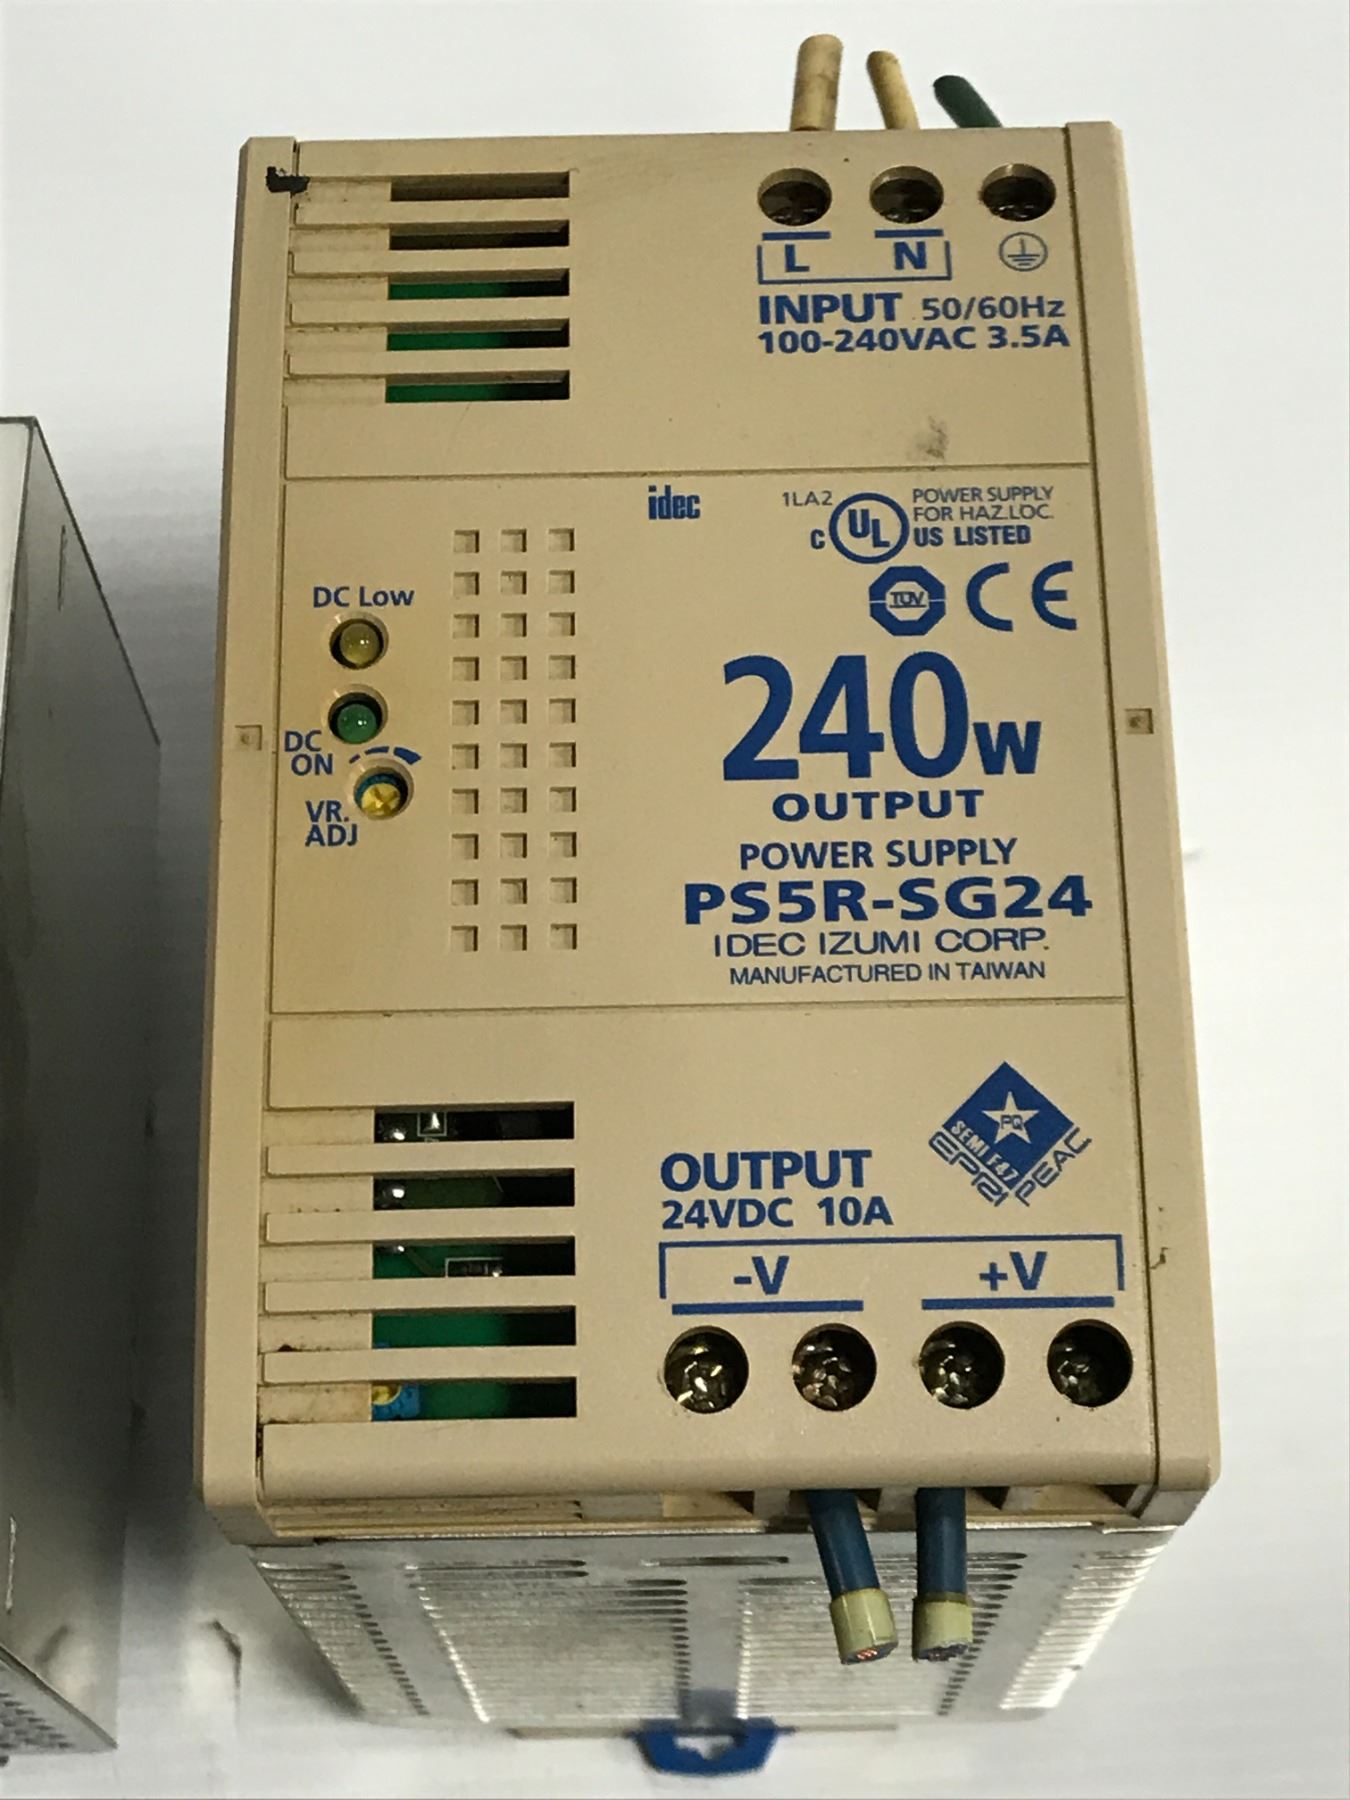 L N
INPUT 50/60Hz
100-240VAC 3.5A
idec
1LA2
C UL US LISTED
POWER SUPPLY
FOR HAZ.LOC.
TÜV CE
DC Low
DC
ON
VR.
ADJ
240W
OUTPUT
POWER SUPPLY
PS5R-SG24
IDEC IZUMI CORP.
MANUFACTURED IN TAIWAN
PQ
SEMI F47
EPRI PEAC
OUTPUT
24VDC 10A
-V +V